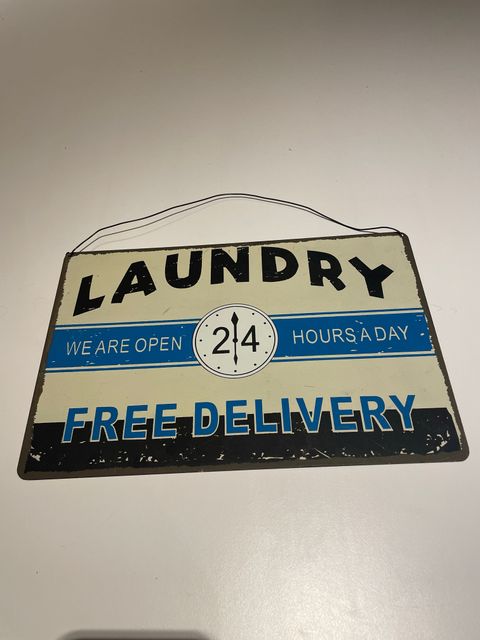 LAUNDRY
WE ARE OPEN 24 HOURS A DAY
FREE DELIVERY